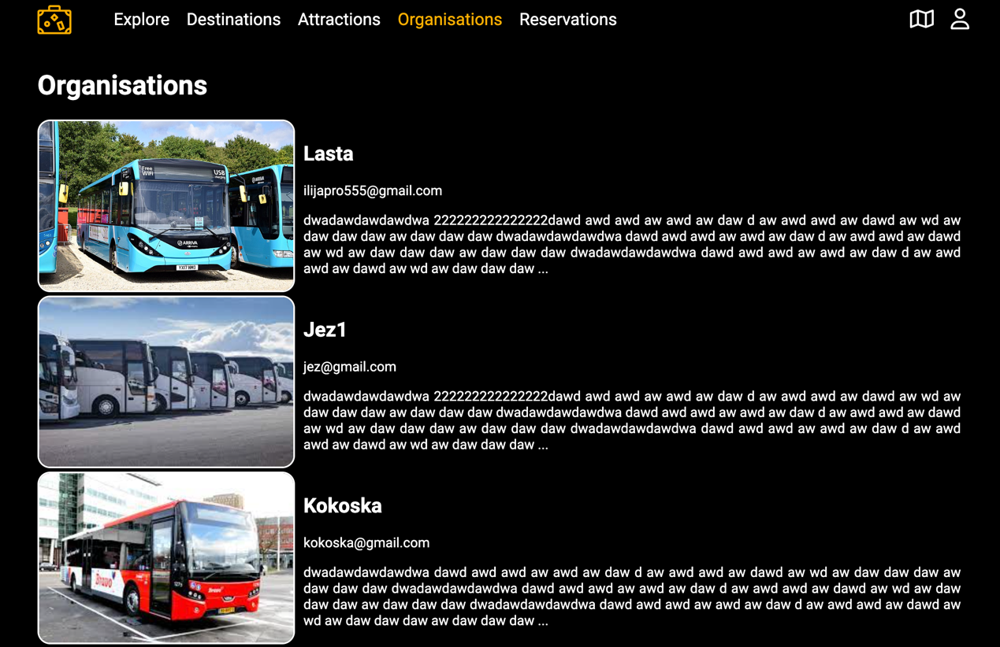 Explore Destinations Attractions Organisations Reservations
Organisations
Free
WiFi
USB
ARRIVA
YX17 NMO
Lasta
ilijapro555@gmail.com
dwadawdawdawdwa 222222222222222dawd awd awd aw awd aw daw d aw awd awd aw dawd aw wd aw
daw daw daw aw daw daw daw dwadawdawdawdwa dawd awd awd aw awd aw daw d aw awd awd aw dawd
aw wd aw daw daw daw aw daw daw daw dwadawdawdawdwa dawd awd awd aw awd aw daw d aw awd
awd aw dawd aw wd aw daw daw daw ...
Jez1
jez@gmail.com
dwadawdawdawdwa 222222222222222dawd awd awd aw awd aw daw d aw awd awd aw dawd aw wd aw
daw daw daw aw daw daw daw dwadawdawdawdwa dawd awd awd aw awd aw daw d aw awd awd aw dawd
aw wd aw daw daw daw aw daw daw daw dwadawdawdawdwa dawd awd awd aw awd aw daw d aw awd
awd aw dawd aw wd aw daw daw daw ...
Bravo
Bravo
Kokoska
kokoska@gmail.com
dwadawdawdawdwa dawd awd awd aw awd aw daw d aw awd awd aw dawd aw wd aw daw daw daw aw
daw daw daw dwadawdawdawdwa dawd awd awd aw awd aw daw d aw awd awd aw dawd aw wd aw daw
daw daw aw daw daw daw dwadawdawdawdwa dawd awd awd aw awd aw daw d aw awd awd aw dawd aw
wd aw daw daw daw aw daw daw daw ...